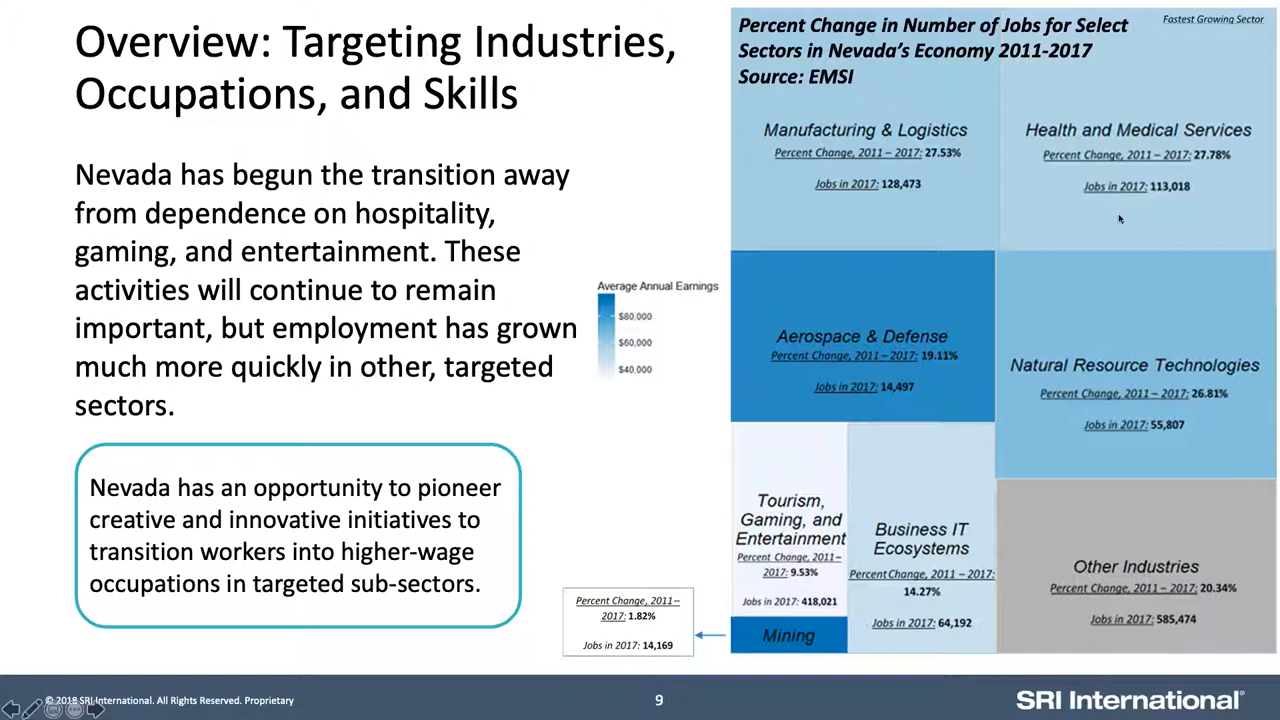 Overview: Targeting Industries,
Occupations, and Skills
Nevada has begun the transition away
from dependence on hospitality,
gaming, and entertainment. These
activities will continue to remain
important, but employment has grown
much more quickly in other, targeted
sectors.
Nevada has an opportunity to pioneer
creative and innovative initiatives to
transition workers into higher-wage
occupations in targeted sub-sectors.
Average Annual Earnings
$80,000
$60,000
$40,000
Percent Change in Number of Jobs for Select
Sectors in Nevada's Economy 2011-2017
Source: EMSI
Fastest Growing Sector
Manufacturing & Logistics
Percent Change, 2011 – 2017: 27.53%
Jobs in 2017: 128,473
Health and Medical Services
Percent Change, 2011 – 2017: 27.78%
Jobs in 2017: 113,018
Aerospace & Defense
Percent Change, 2011 – 2017: 19.11%
Jobs in 2017: 14,497
Natural Resource Technologies
Percent Change, 2011 – 2017: 26.81%
Jobs in 2017: 55,807
Tourism,
Gaming, and
Entertainment
Percent Change, 2011–
2017: 9.53%
Jobs in 2017: 418,021
Business IT
Ecosystems
Percent Change, 2011 – 2017:
14.27%
Jobs in 2017: 64,192
Other Industries
Percent Change, 2011 – 2017: 20.34%
Jobs in 2017: 585,474
Mining
Percent Change, 2011–
2017: 1.82%
Jobs in 2017: 14,169
© 2018 SRI International. All Rights Reserved. Proprietary
9
SRI International®